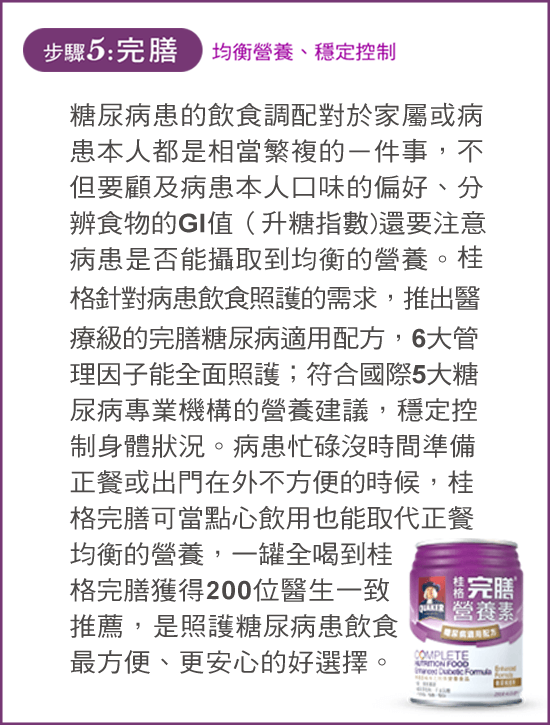 步驟5:完膳 均衡營養、穩定控制
糖尿病患的飲食調配對於家屬或病
患本人都是相當繁複的一件事，不
但要顧及病患本人口味的偏好、分
辨食物的GI值（升糖指數)還要注意
病患是否能攝取到均衡的營養。桂
格針對病患飲食照護的需求，推出醫
療級的完膳糖尿病適用配方，6大管
理因子能全面照護；符合國際5大糖
尿病專業機構的營養建議，穩定控
制身體狀況。病患忙碌沒時間準備
正餐或出門在外不方便的時候，桂
格完膳可當點心飲用也能取代正餐
均衡的營養，一罐全喝到桂
格完膳獲得200位醫生一致
推薦，是照護糖尿病患飲食
最方便、更安心的好選擇。
桂格完膳
營養素
QUAKER
糖尿病適用配方
COMPLETE
NUTRITION FOOD
Enhanced Diabetic Formula